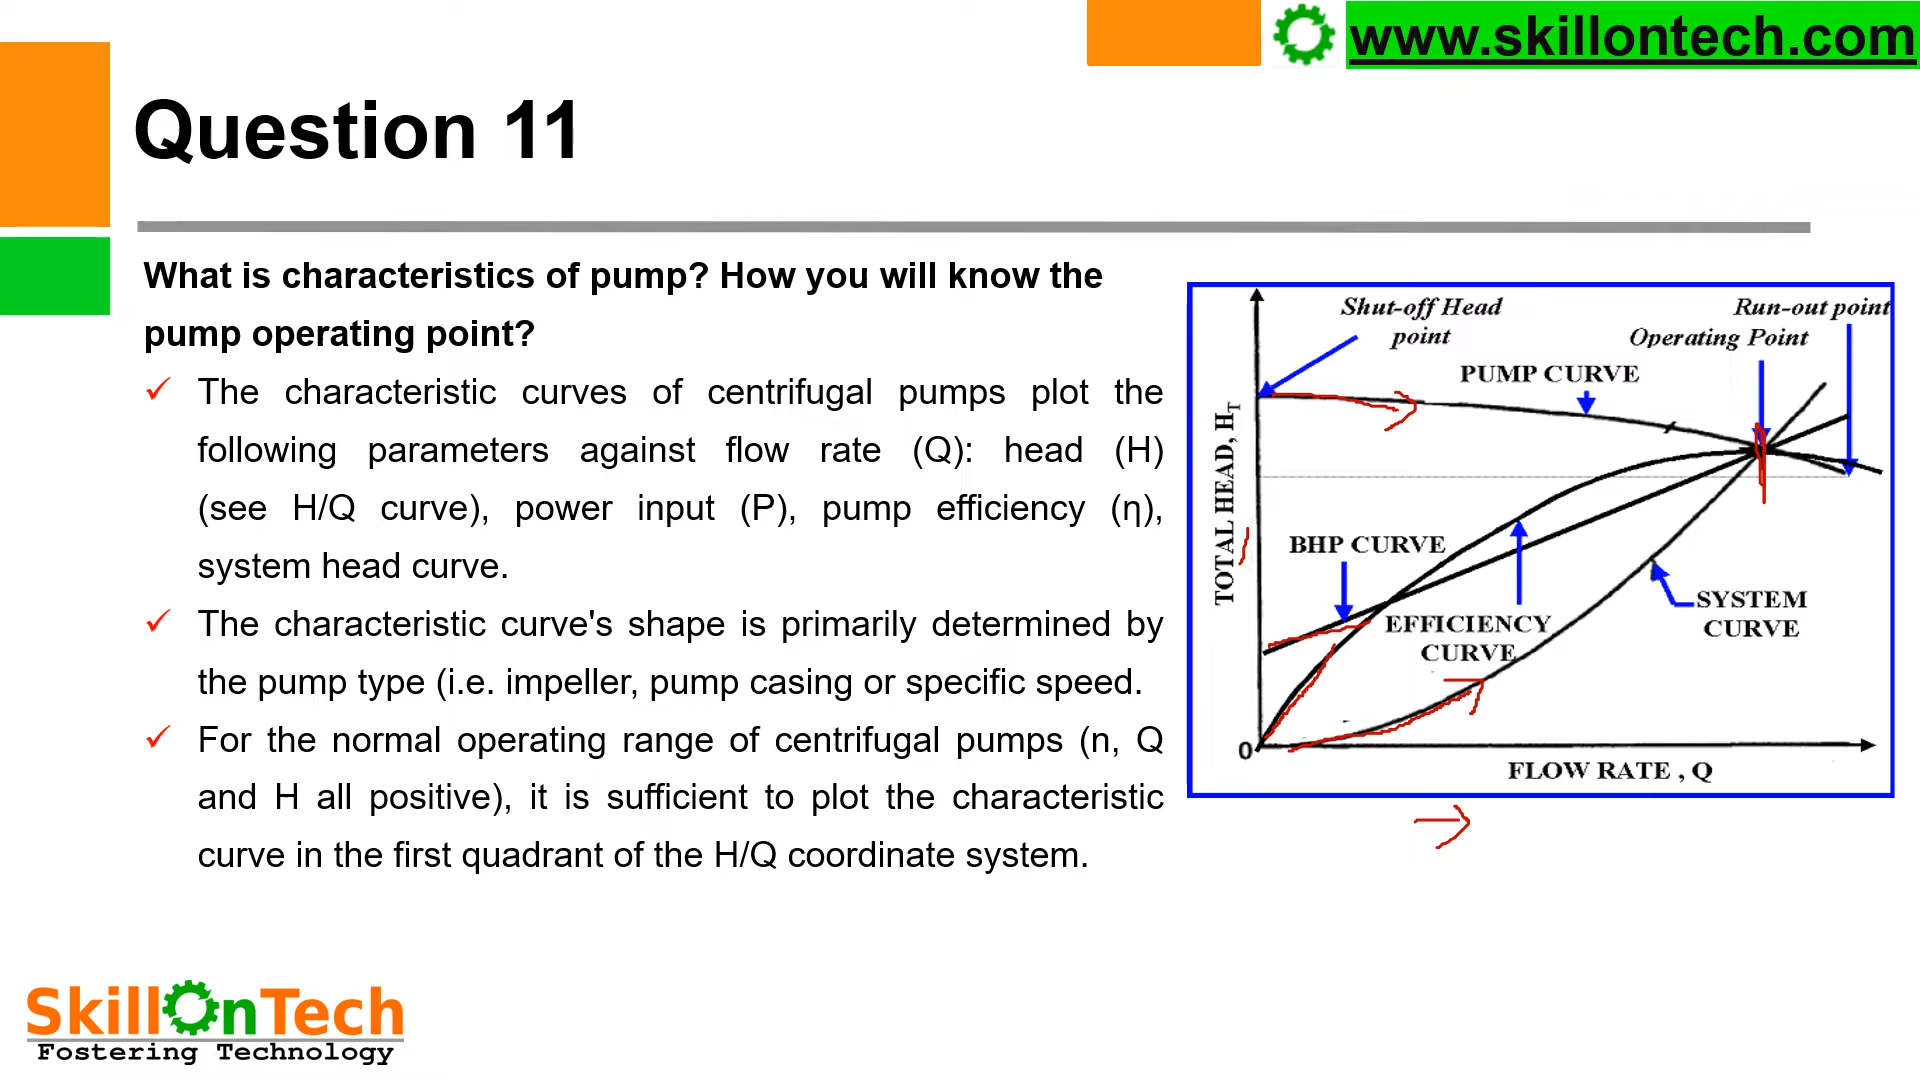 www.skillontech.com
Question 11
What is characteristics of pump? How you will know the
pump operating point?
The characteristic curves of centrifugal pumps plot the
following parameters against flow rate (Q): head (H)
(see H/Q curve), power input (P), pump efficiency (η),
system head curve.
The characteristic curve's shape is primarily determined by
the pump type (i.e. impeller, pump casing or specific speed.
For the normal operating range of centrifugal pumps (n, Q
and H all positive), it is sufficient to plot the characteristic
curve in the first quadrant of the H/Q coordinate system.
Shut-off Head
point
Run-out point
Operating Point
PUMP CURVE
TOTAL HEAD, HT
BHP CURVE
EFFICIENCY
CURVE
SYSTEM
CURVE
0
FLOW RATE , Q
SkillOnTech
Fostering Technology